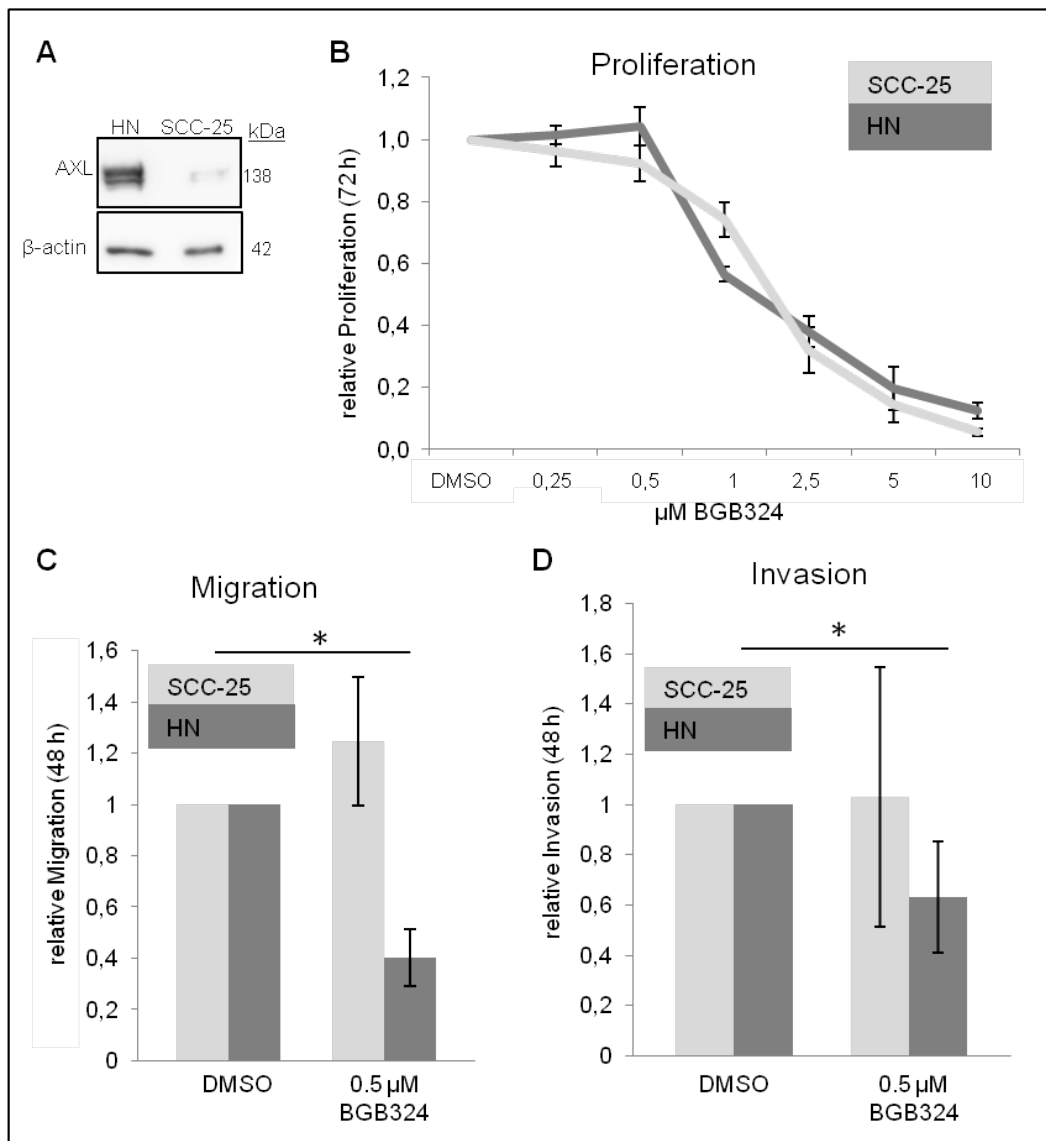 A
HN SCC-25 kDa
AXL 138
β-actin 42
B
Proliferation
SCC-25
HN
relative Proliferation (72 h)
1,2
1,0
0,8
0,6
0,4
0,2
0,0
DMSO 0,25 0,5 1 2,5 5 10
µM BGB324
C
Migration
*
SCC-25
HN
relative Migration (48 h)
1,6
1,4
1,2
1
0,8
0,6
0,4
0,2
0
DMSO 0.5 µM
BGB324
D
Invasion
*
SCC-25
HN
relative Invasion (48 h)
1,8
1,6
1,4
1,2
1
0,8
0,6
0,4
0,2
0
DMSO 0.5 µM
BGB324